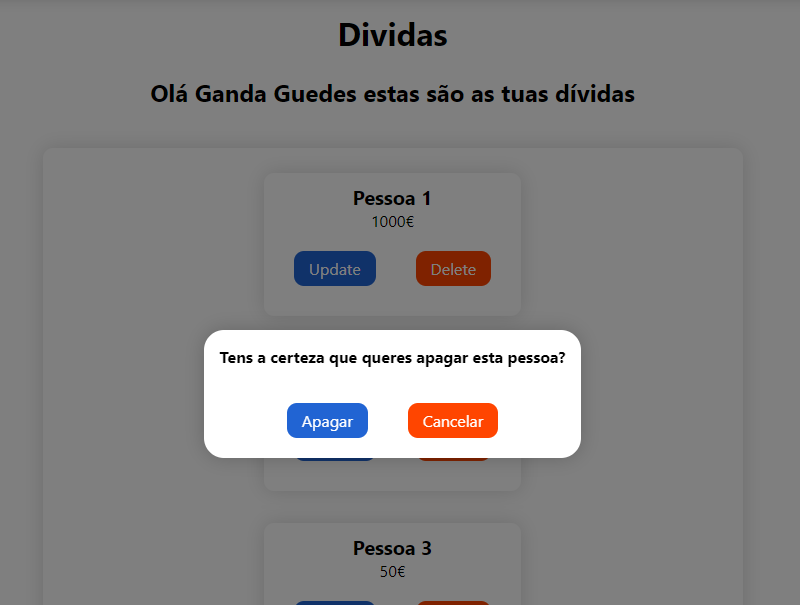 Dividas
Olá Ganda Guedes estas são as tuas dívidas
Pessoa 1
1000€
Update Delete
Tens a certeza que queres apagar esta pessoa?
Apagar Cancelar
Pessoa 3
50€